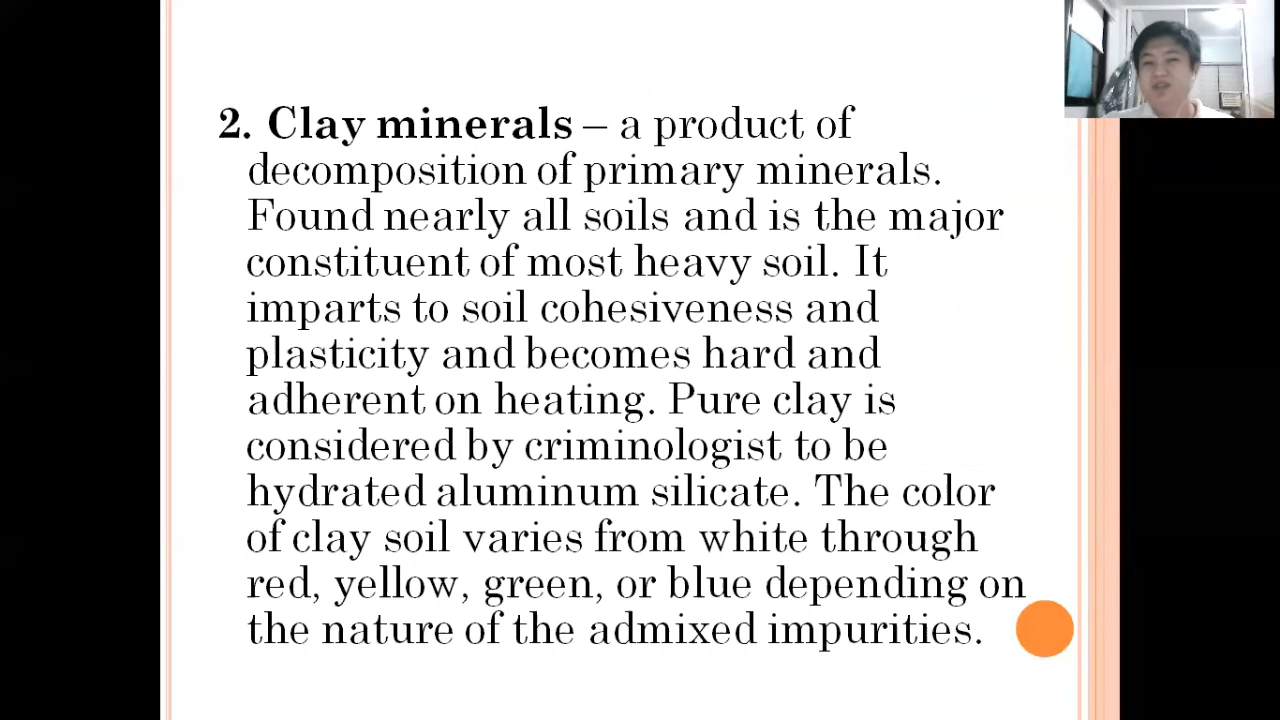 2. Clay minerals – a product of
decomposition of primary minerals.
Found nearly all soils and is the major
constituent of most heavy soil. It
imparts to soil cohesiveness and
plasticity and becomes hard and
adherent on heating. Pure clay is
considered by criminologist to be
hydrated aluminum silicate. The color
of clay soil varies from white through
red, yellow, green, or blue depending on
the nature of the admixed impurities.